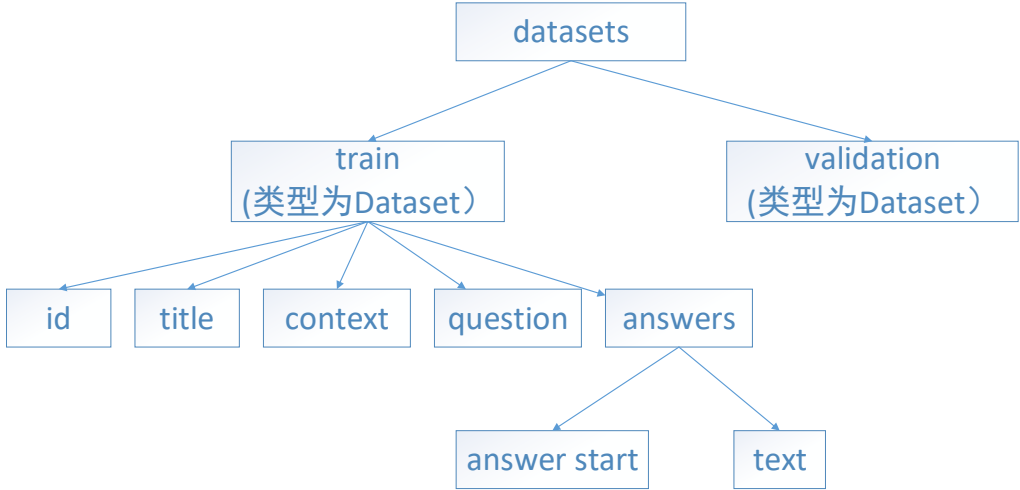 datasets
train
(类型为Dataset）
validation
(类型为Dataset）
id
title
context
question
answers
answer start
text